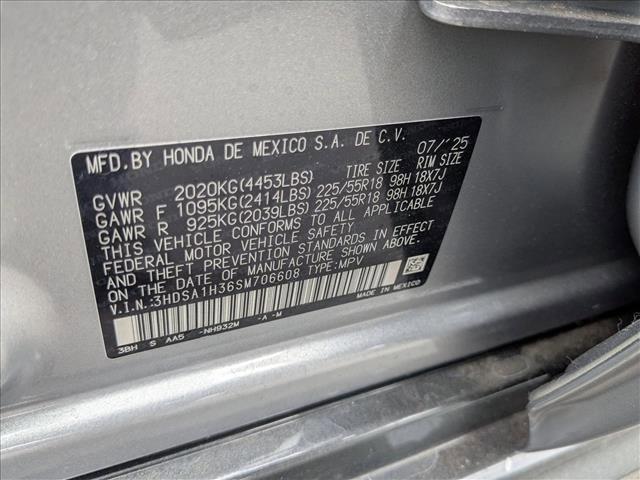 MFD. BY HONDA DE MEXICO S.A. DE C.V. 07/'25
TIRE SIZE RIM SIZE
GVWR 2020KG(4453LBS)
GAWR F 1095KG(2414LBS) 225/55R18 98H 18X7J
GAWR R 925KG(2039LBS) 225/55R18 98H 18X7J
THIS VEHICLE CONFORMS TO ALL APPLICABLE
FEDERAL MOTOR VEHICLE SAFETY
AND THEFT PREVENTION STANDARDS IN EFFECT
ON THE DATE OF MANUFACTURE SHOWN ABOVE.
V.I.N.:3HDSA1H36SM706608 TYPE:MPV
MADE IN MEXICO
3BH S AA5 -NH932M -A -M